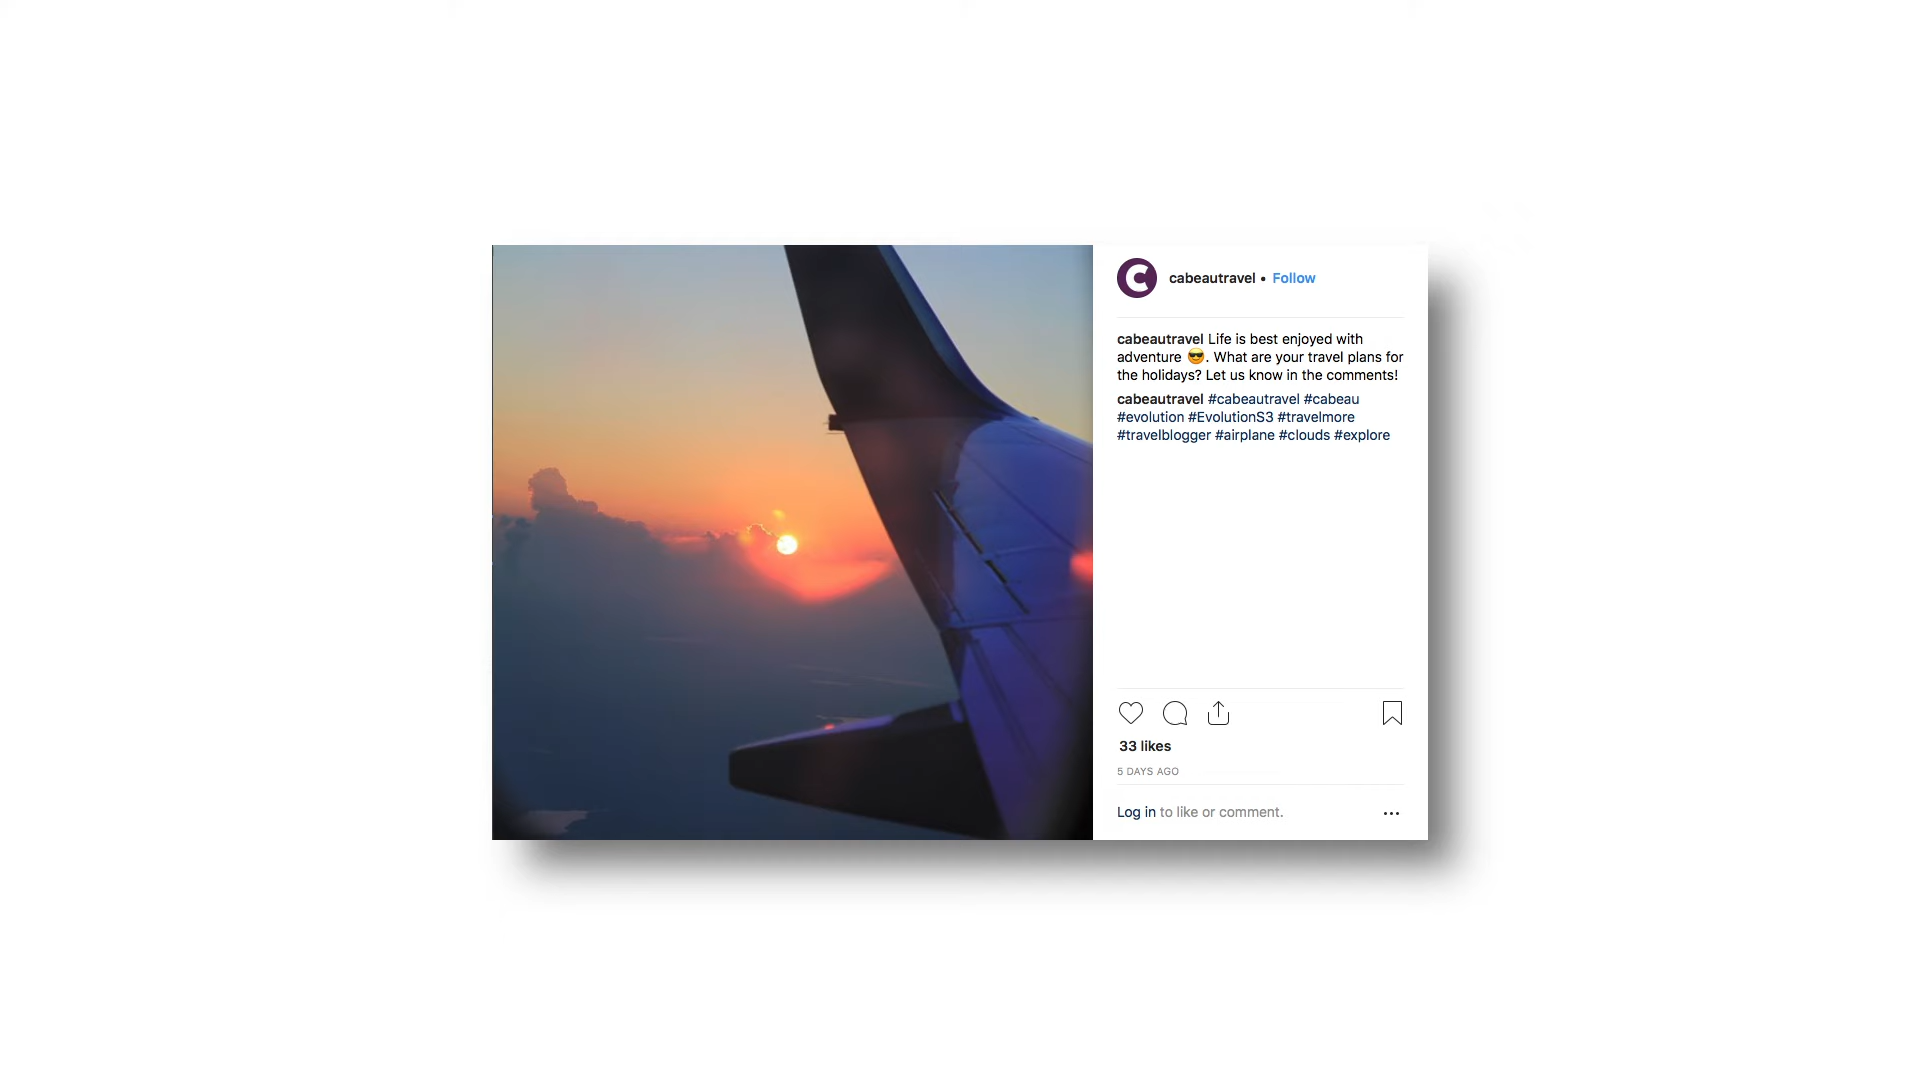 cabeautravel • Follow
cabeautravel Life is best enjoyed with
adventure 😎. What are your travel plans for
the holidays? Let us know in the comments!
cabeautravel #cabeautravel #cabeau
#evolution #EvolutionS3 #travelmore
#travelblogger #airplane #clouds #explore
33 likes
5 DAYS AGO
Log in to like or comment.